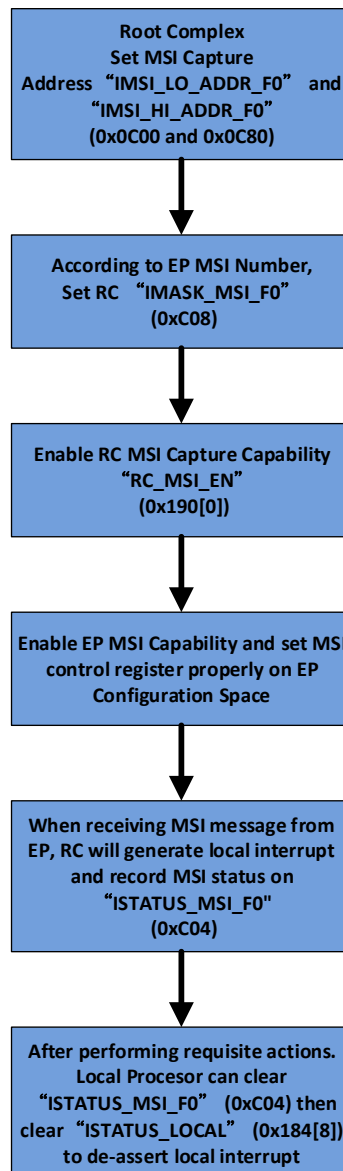 Root Complex
Set MSI Capture
Address “IMSI_LO_ADDR_F0” and
“IMSI_HI_ADDR_F0”
(0x0C00 and 0x0C80)
According to EP MSI Number,
Set RC “IMASK_MSI_F0”
(0xC08)
Enable RC MSI Capture Capability
“RC_MSI_EN”
(0x190[0])
Enable EP MSI Capability and set MSI
control register properly on EP
Configuration Space
When receiving MSI message from
EP, RC will generate local interrupt
and record MSI status on
“ISTATUS_MSI_F0"
(0xC04)
After performing requisite actions.
Local Procesor can clear
“ISTATUS_MSI_F0” (0xC04) then
clear “ISTATUS_LOCAL” (0x184[8])
to de-assert local interrupt